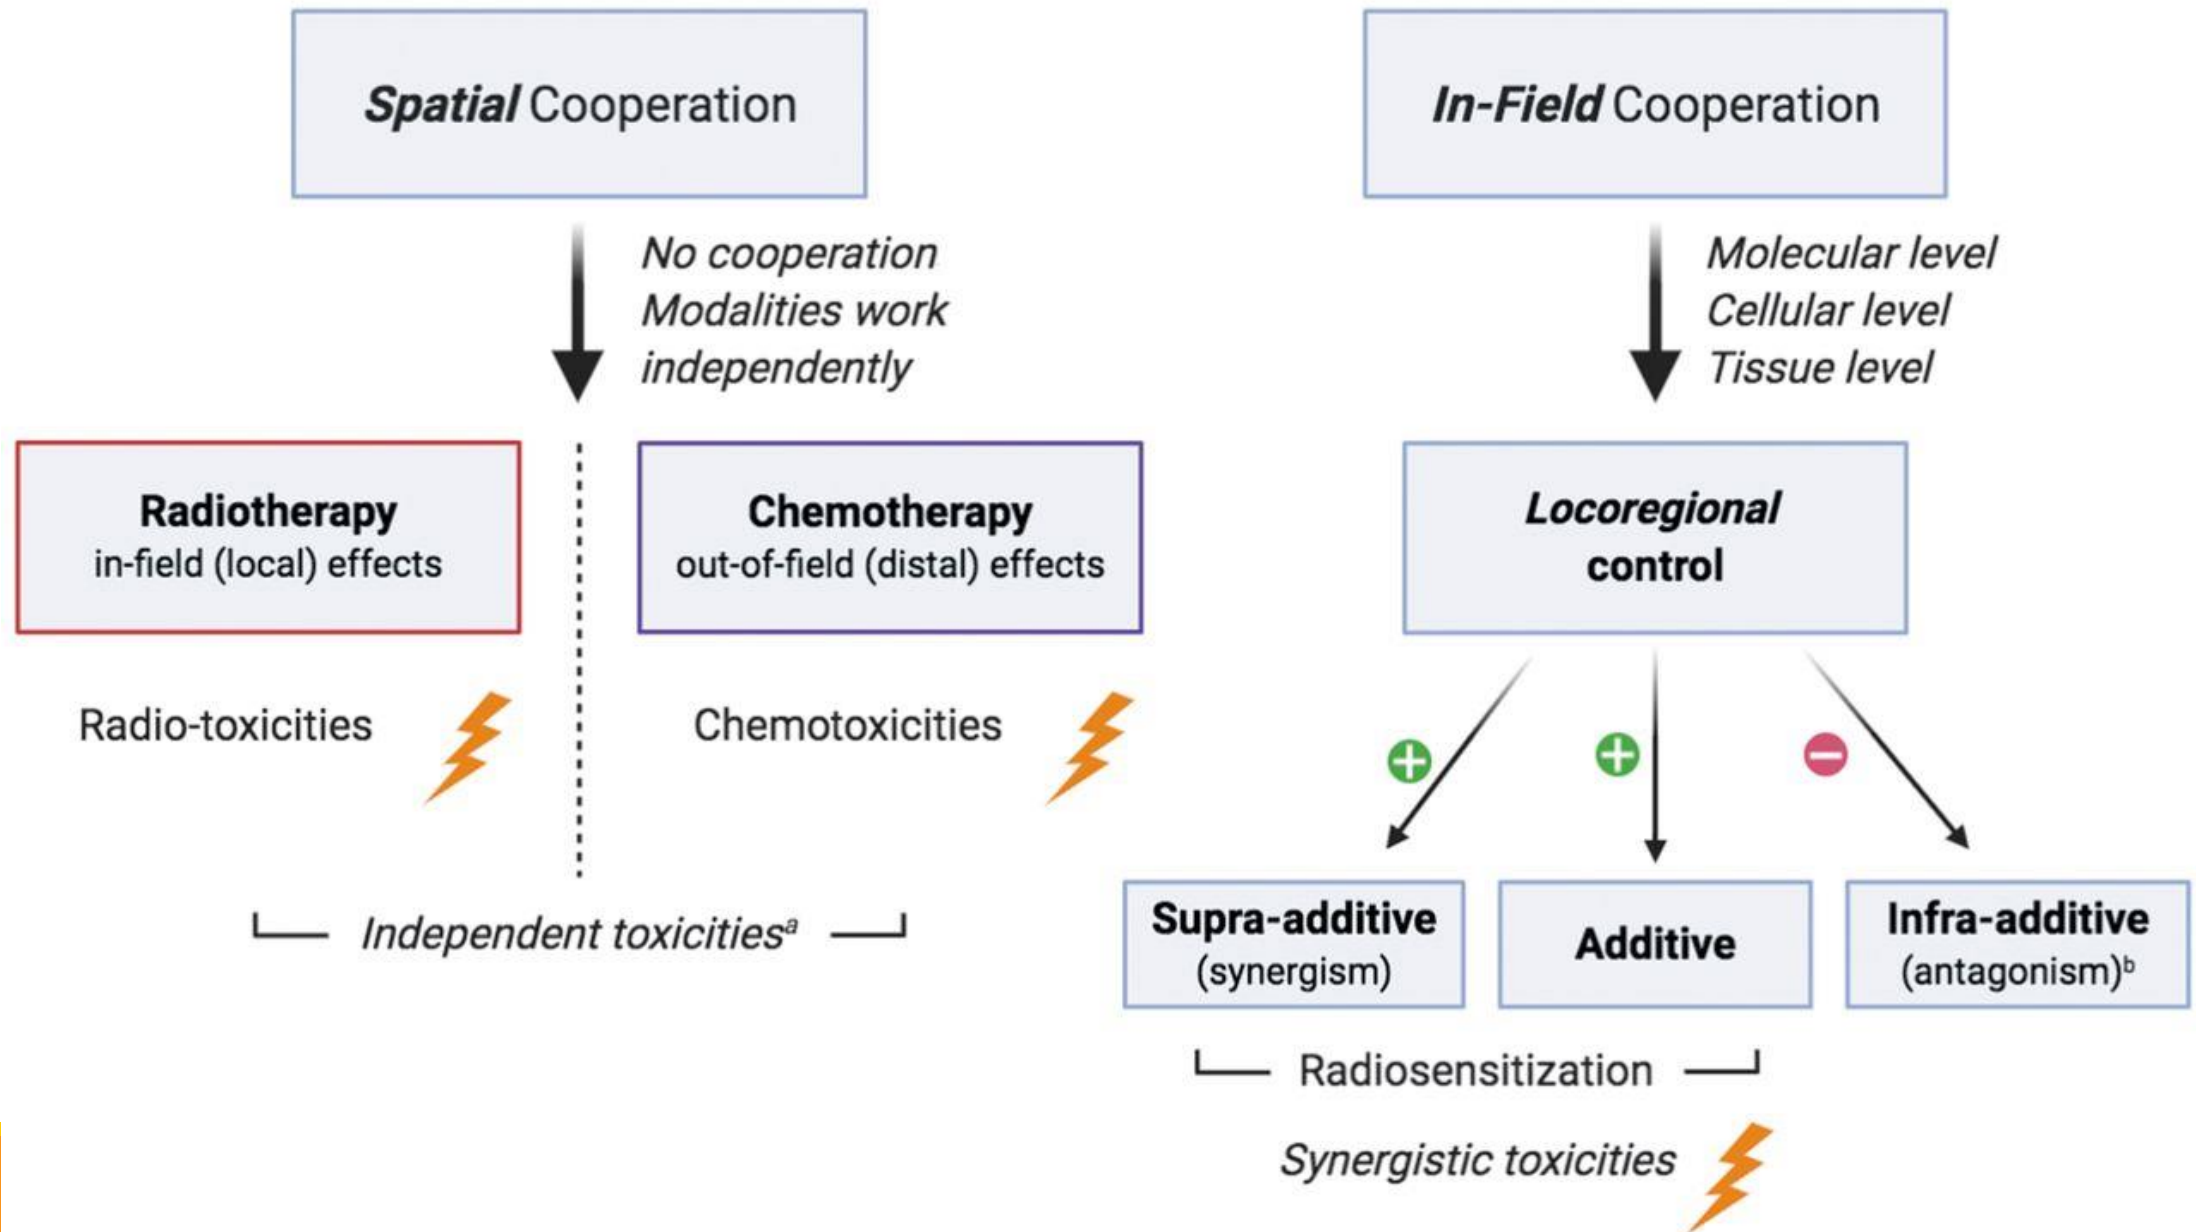 Spatial Cooperation
No cooperation
Modalities work
independently
Radiotherapy
in-field (local) effects
Chemotherapy
out-of-field (distal) effects
Radio-toxicities
Chemotoxicities
Independent toxicitiesᵃ
In-Field Cooperation
Molecular level
Cellular level
Tissue level
Locoregional
control
Supra-additive
(synergism)
Additive
Infra-additive
(antagonism)ᵇ
Radiosensitization
Synergistic toxicities